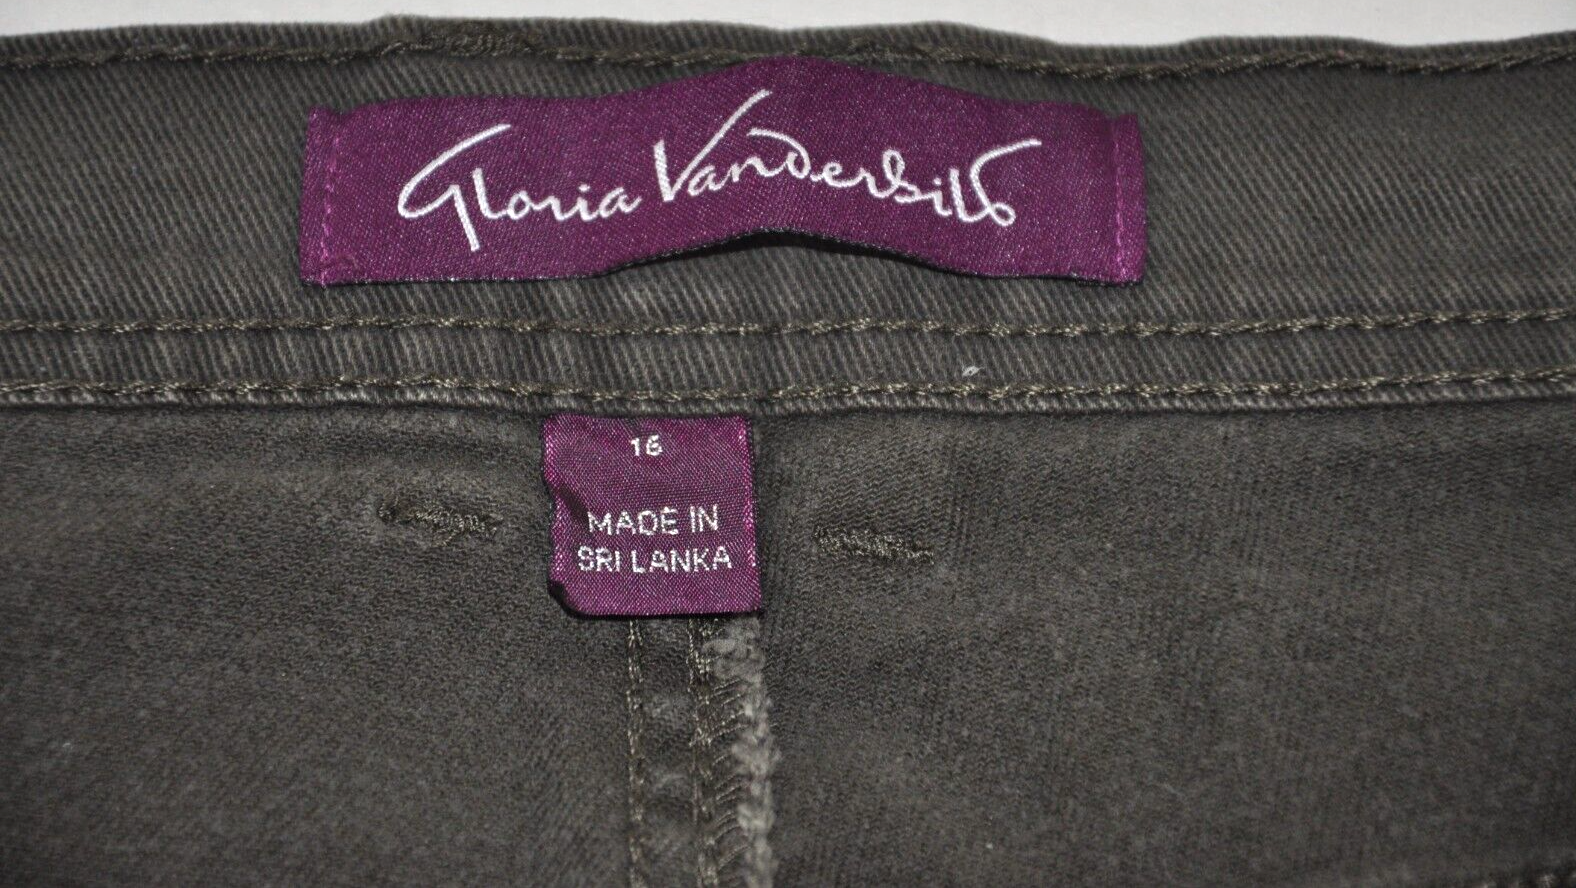 Gloria Vanderbilt
16
MADE IN
SRI LANKA